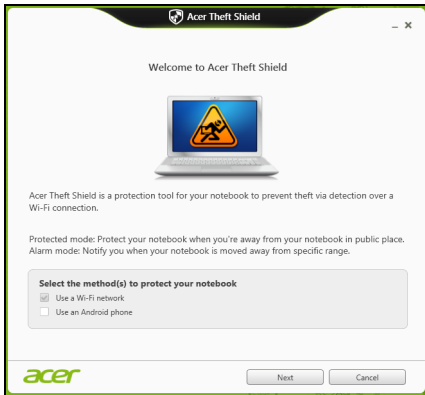 Acer Theft Shield
Welcome to Acer Theft Shield
Acer Theft Shield is a protection tool for your notebook to prevent theft via detection over a
Wi-Fi connection.
Protected mode: Protect your notebook when you're away from your notebook in public place.
Alarm mode: Notify you when your notebook is moved away from specific range.
Select the method(s) to protect your notebook
Use a Wi-Fi network
Use an Android phone
acer
Next
Cancel